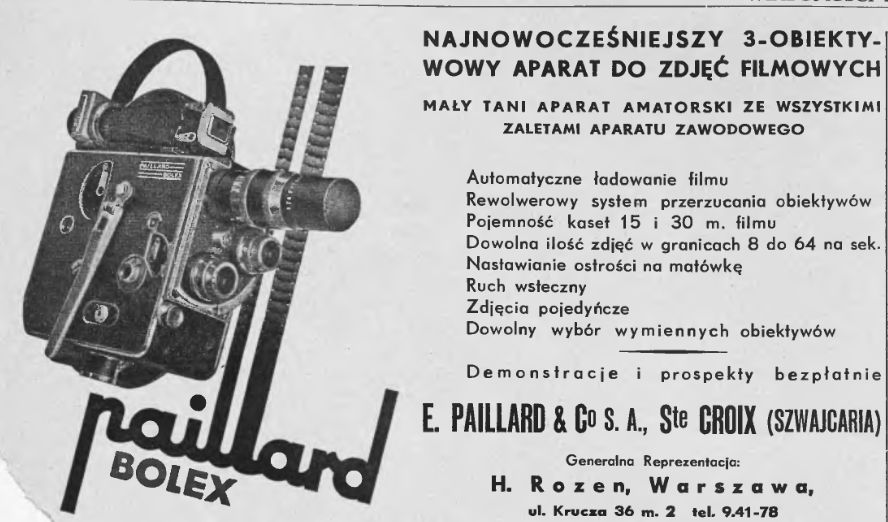 NAJNOWOCZEŚNIEJSZY 3-OBIEKTY-
WOWY APARAT DO ZDJĘĆ FILMOWYCH
MAŁY TANI APARAT AMATORSKI ZE WSZYSTKIMI
ZALETAMI APARATU ZAWODOWEGO
Automatyczne ładowanie filmu
Rewolwerowy system przerzucania obiektywów
Pojemność kaset 15 i 30 m. filmu
Dowolna ilość zdjęć w granicach 8 do 64 na sek.
Nastawianie ostrości na matówkę
Ruch wsteczny
Zdjęcia pojedyńcze
Dowolny wybór wymiennych obiektywów
Demonstracje i prospekty bezpłatnie
E. PAILLARD & Co S. A., Ste CROIX (SZWAJCARIA)
Generalna Reprezentacja:
H. Rozen, Warszawa,
ul. Krucza 36 m. 2 tel. 9.41-78
PAILLARD
BOLEX
paillard
BOLEX